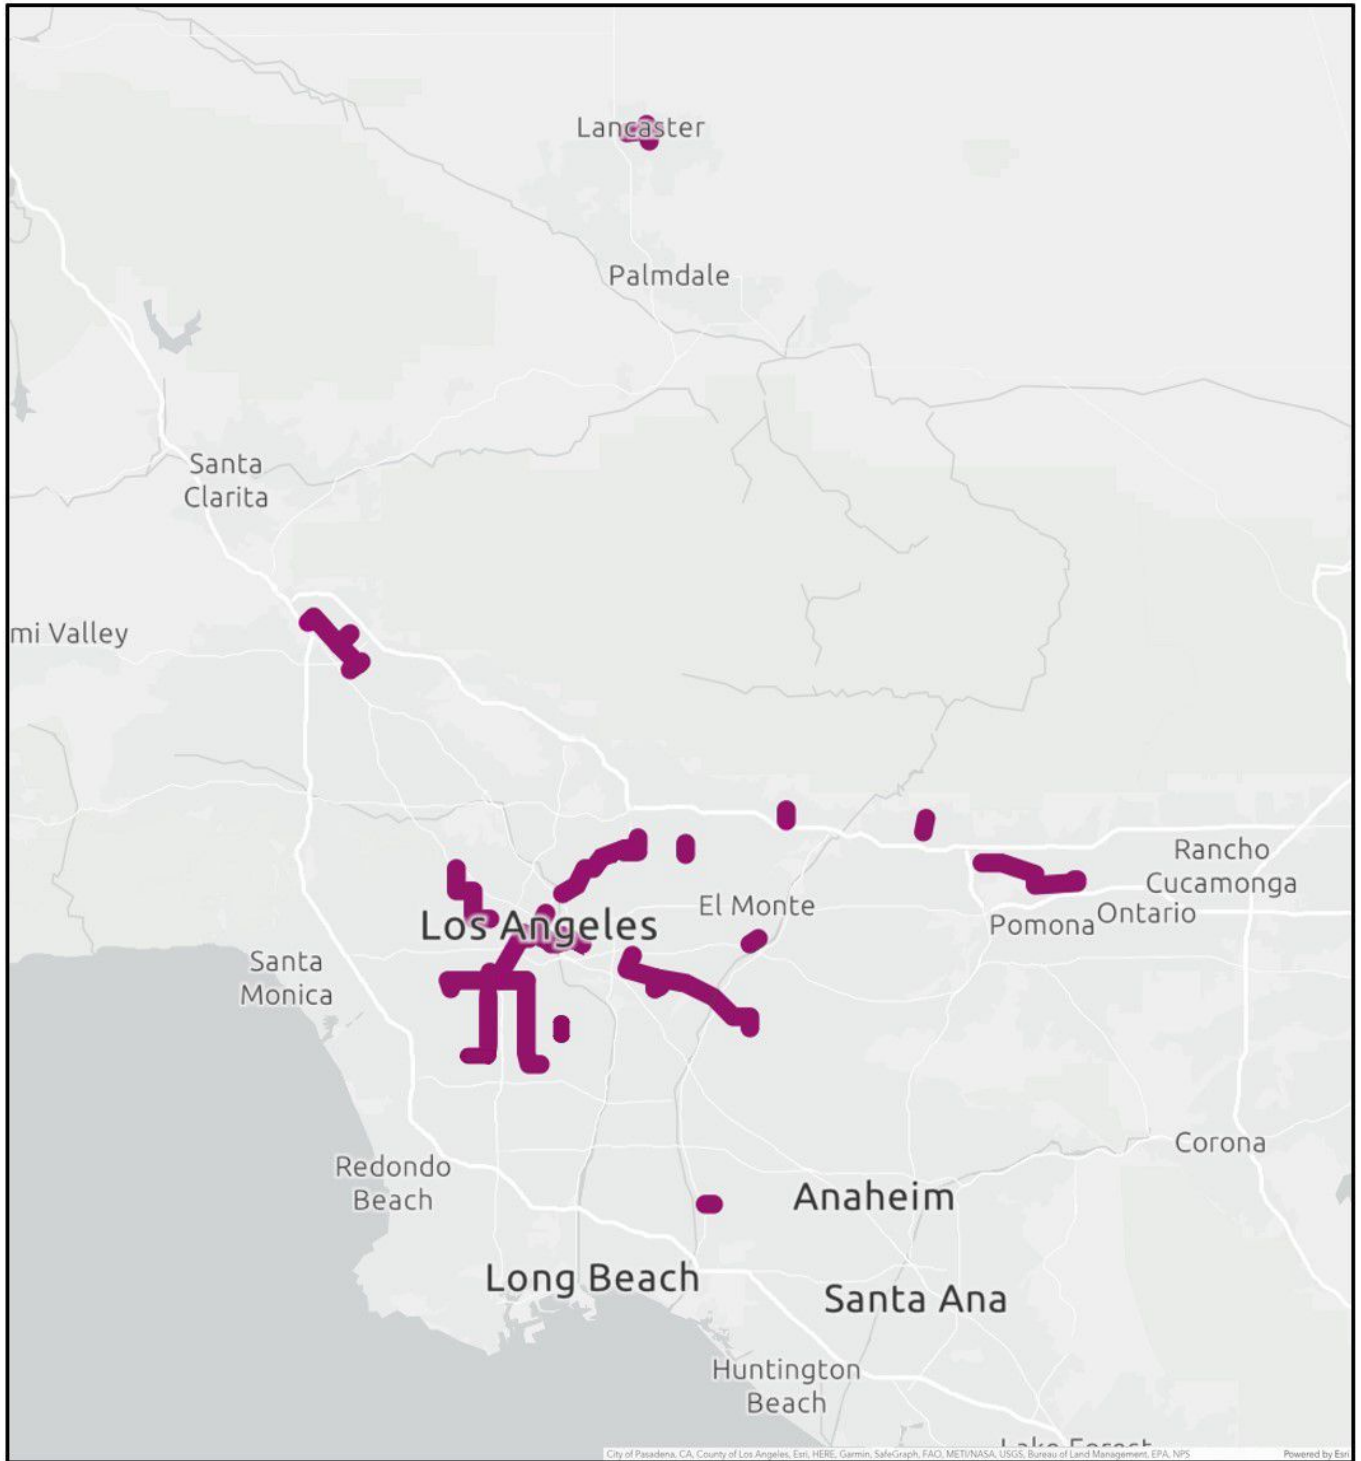 Lancaster
Palmdale
Santa
Clarita
mi Valley
Rancho
Cucamonga
El Monte
Pomona
Ontario
Los Angeles
Santa
Monica
Corona
Redondo
Beach
Anaheim
Long Beach
Santa Ana
Huntington
Beach
Lake Forest
City of Pasadena, CA, County of Los Angeles, Esri, HERE, Garmin, SafeGraph, FAO, METI/NASA, USGS, Bureau of Land Management, EPA, NPS
Powered by Esri